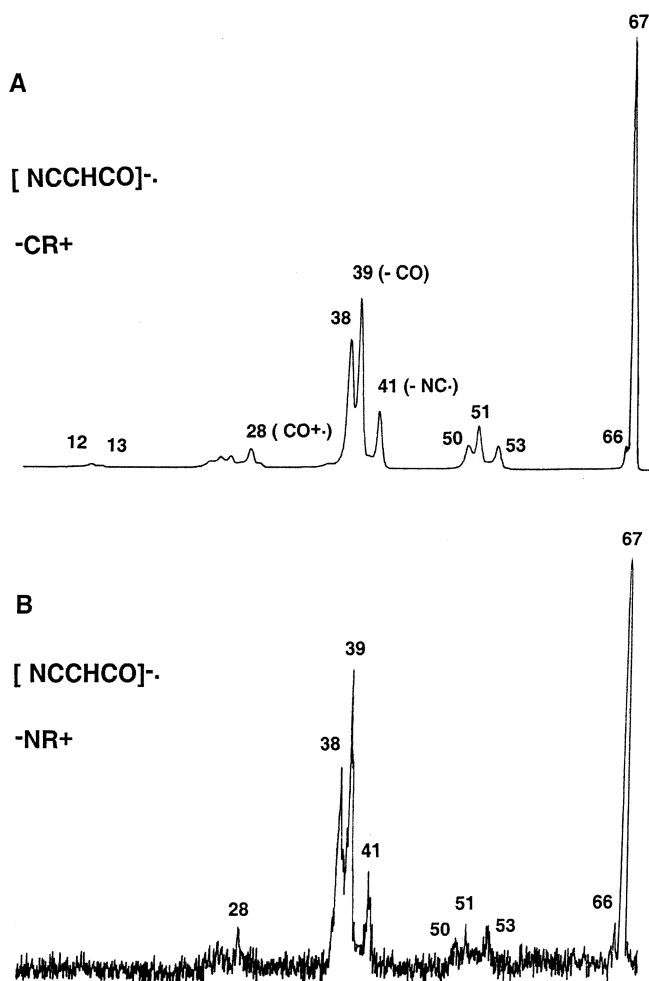 67
A
[ NCCHCO]-.
-CR+
39 (- CO)
38
41 (- NC·)
28 ( CO+·)
51
50
53
66
12
13
67
B
39
[ NCCHCO]-.
-NR+
38
41
28
51
50
53
66